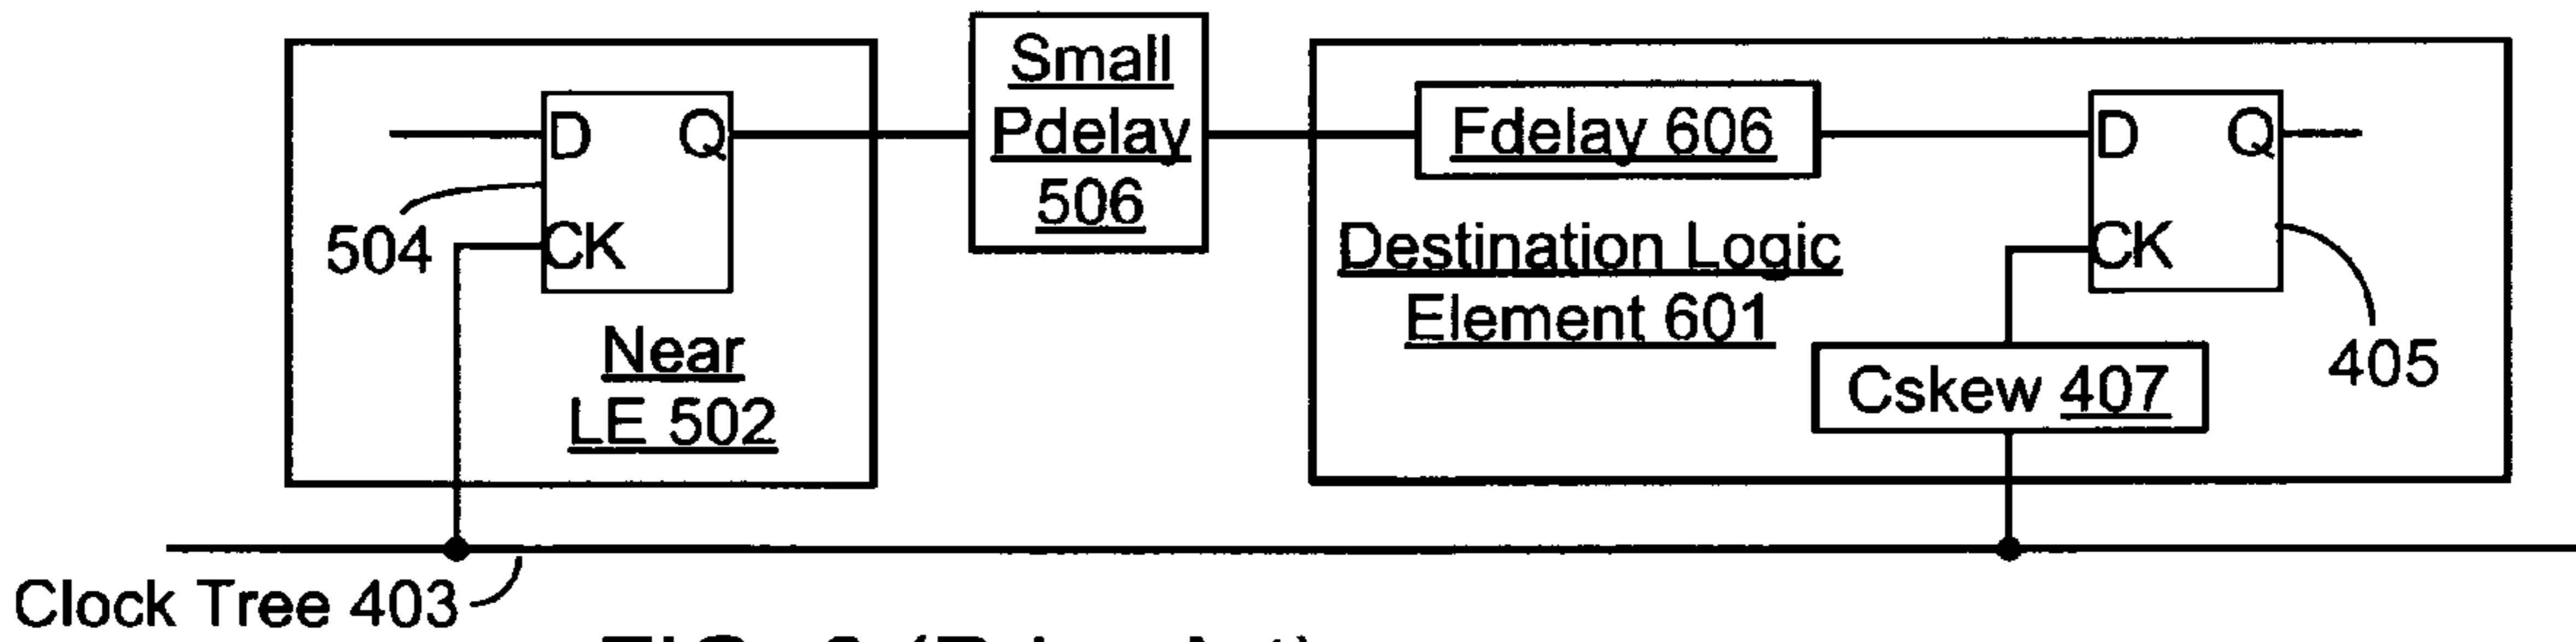 D Q
CK
504
Near
LE 502
Small
Pdelay
506
Fdelay 606
Destination Logic
Element 601
D Q
CK
405
Cskew 407
Clock Tree 403